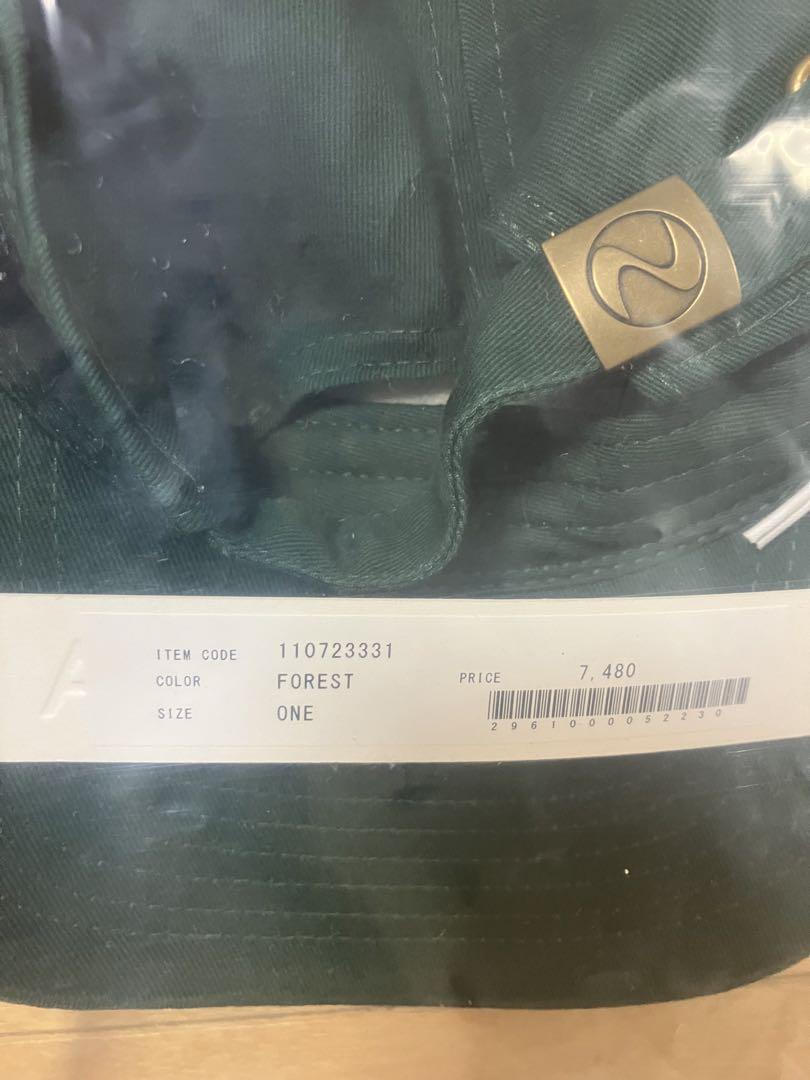 ITEM CODE 110723331
COLOR FOREST
SIZE ONE
PRICE 7,480
2961000052230
A